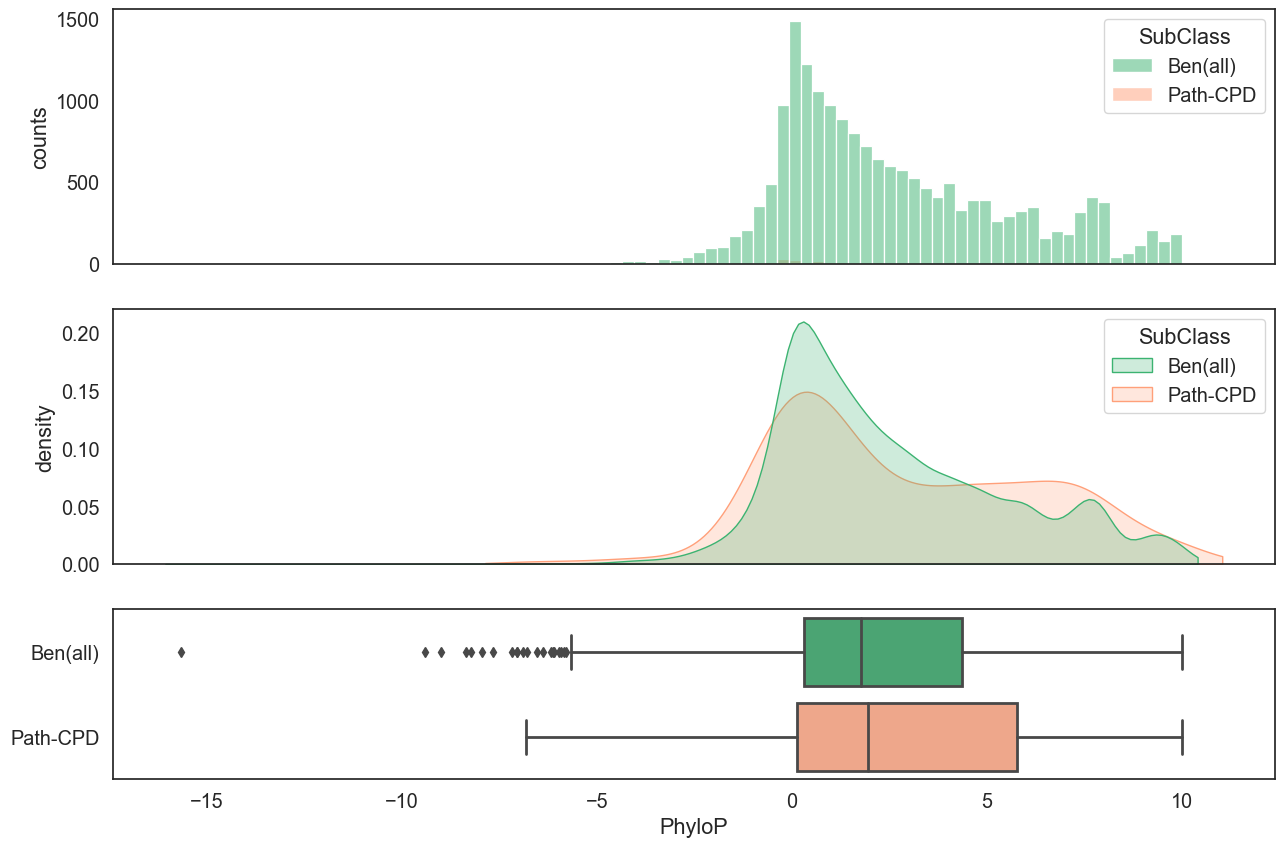 1500
1000
500
0
counts
SubClass
Ben(all)
Path-CPD
0.20
0.15
0.10
0.05
0.00
density
SubClass
Ben(all)
Path-CPD
Ben(all)
Path-CPD
−15
−10
−5
0
5
10
PhyloP